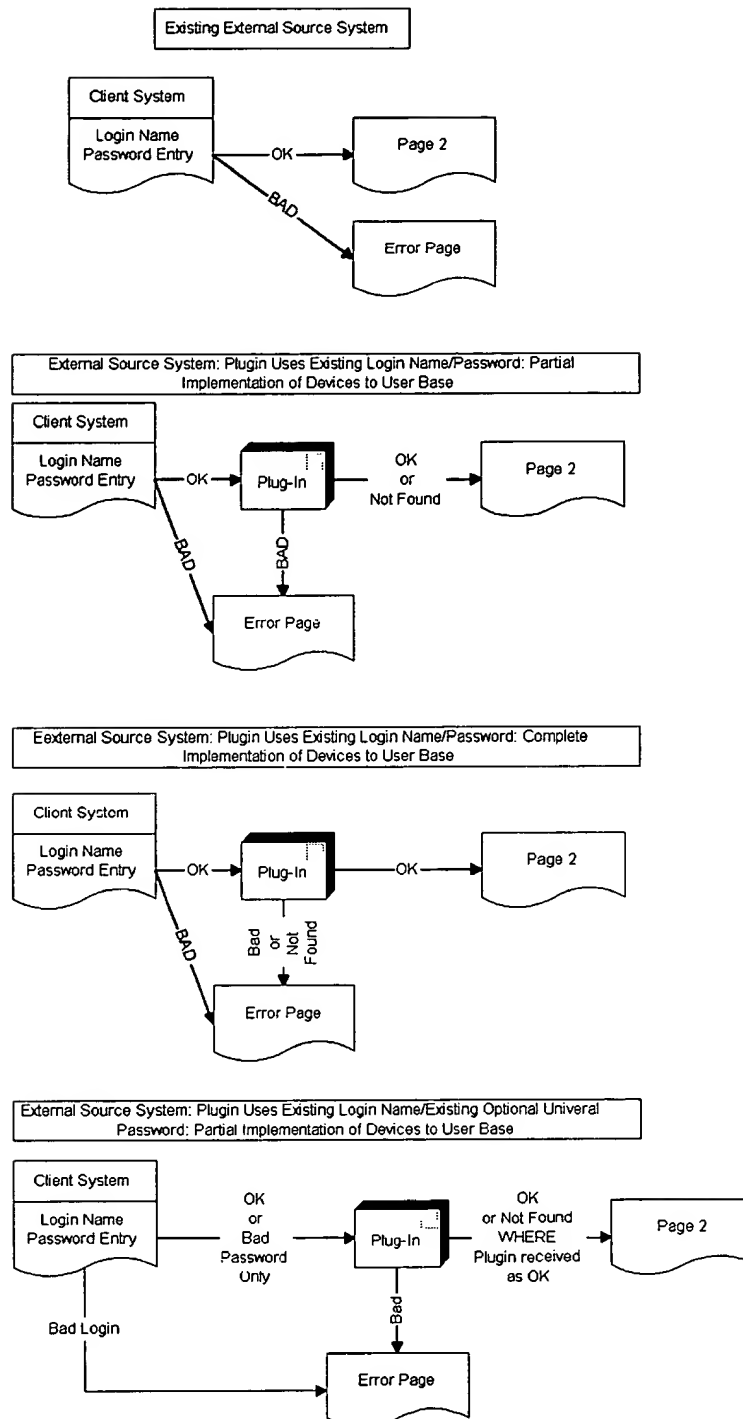 Existing External Source System
Client System
Login Name
Password Entry
OK
Page 2
BAD
Error Page
External Source System: Plugin Uses Existing Login Name/Password: Partial
Implementation of Devices to User Base
Client System
Login Name
Password Entry
OK
Plug-In
OK
or
Not Found
Page 2
BAD
BAD
Error Page
Eexternal Source System: Plugin Uses Existing Login Name/Password: Complete
Implementation of Devices to User Base
Client System
Login Name
Password Entry
OK
Plug-In
OK
Page 2
BAD
Bad
or
Not
Found
Error Page
External Source System: Plugin Uses Existing Login Name/Existing Optional Univeral
Password: Partial Implementation of Devices to User Base
Client System
Login Name
Password Entry
OK
or
Bad
Password
Only
Plug-In
OK
or Not Found
WHERE
Plugin received
as OK
Page 2
Bad Login
Bad
Error Page